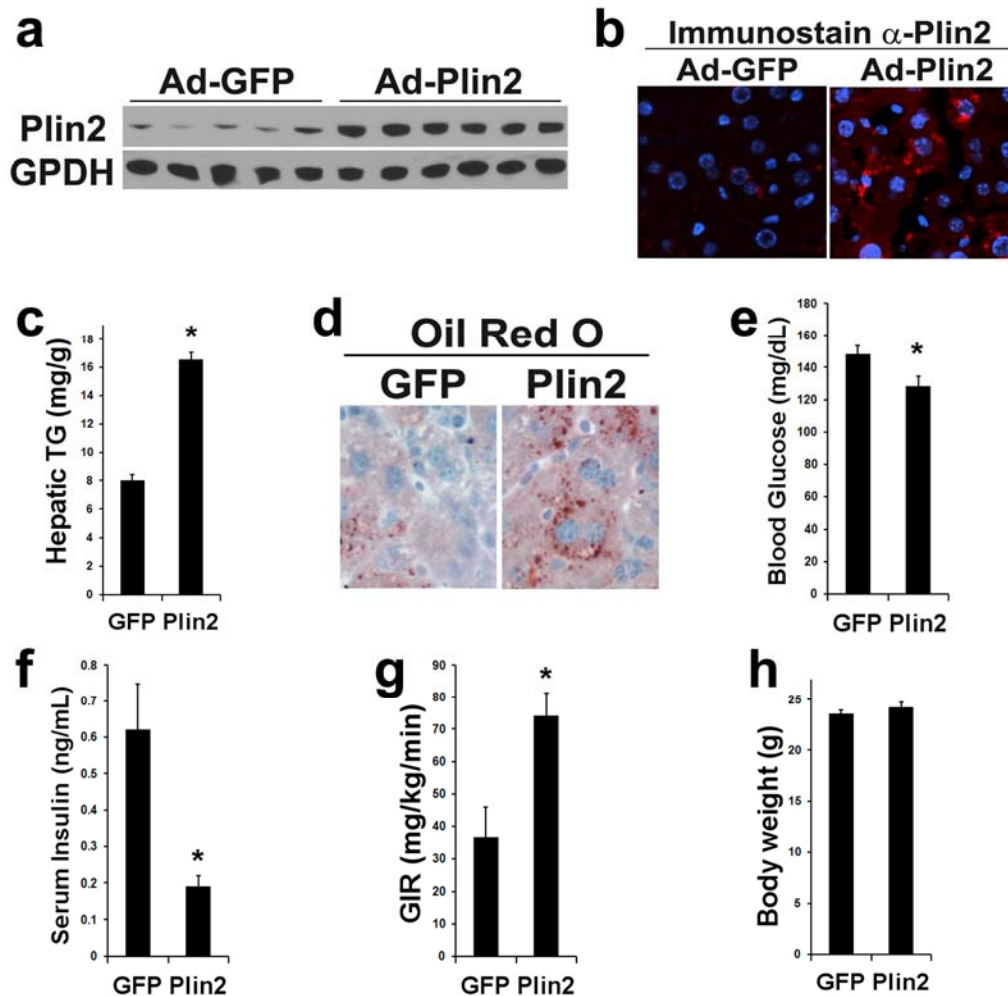 a
Ad-GFP Ad-Plin2
Plin2
GPDH
b
Immunostain α-Plin2
Ad-GFP Ad-Plin2
c
Hepatic TG (mg/g)
18
16
14
12
10
8
6
4
2
0
*
GFP Plin2
d
Oil Red O
GFP Plin2
e
Blood Glucose (mg/dL)
180
160
140
120
100
80
60
40
20
0
*
GFP Plin2
f
Serum Insulin (ng/mL)
0.8
0.7
0.6
0.5
0.4
0.3
0.2
0.1
0
*
GFP Plin2
g
GIR (mg/kg/min)
90
80
70
60
50
40
30
20
10
0
*
GFP Plin2
h
Body weight (g)
25
20
15
10
5
0
GFP Plin2